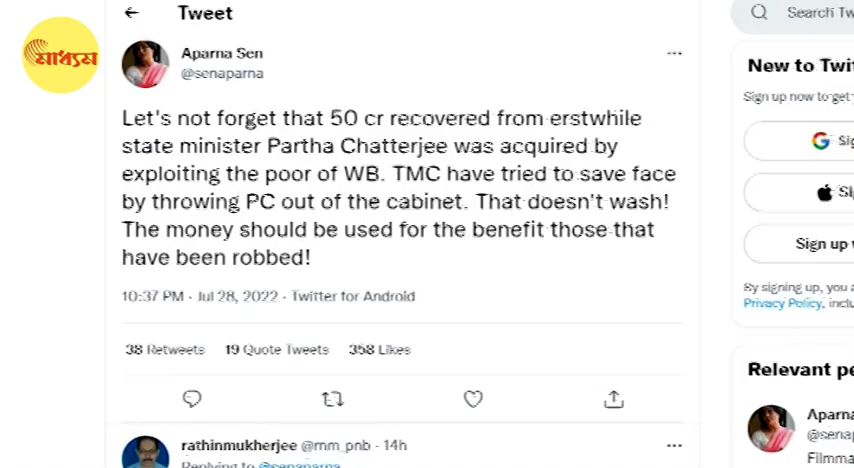 ← Tweet
Search Tw
মাধ্যম
Aparna Sen
@senaparna
Let's not forget that 50 cr recovered from erstwhile
state minister Partha Chatterjee was acquired by
exploiting the poor of WB. TMC have tried to save face
by throwing PC out of the cabinet. That doesn't wash!
The money should be used for the benefit those that
have been robbed!
10:37 PM · Jul 28, 2022 · Twitter for Android
38 Retweets 19 Quote Tweets 358 Likes
rathinmukherjee @mm_pnb · 14h
Replying to @senaparna
New to Twi
Sign up now to get
Sig
Si
Sign up
By signing up, you a
Privacy Policy, inclu
Relevant pe
Aparna
@senap
Filmma